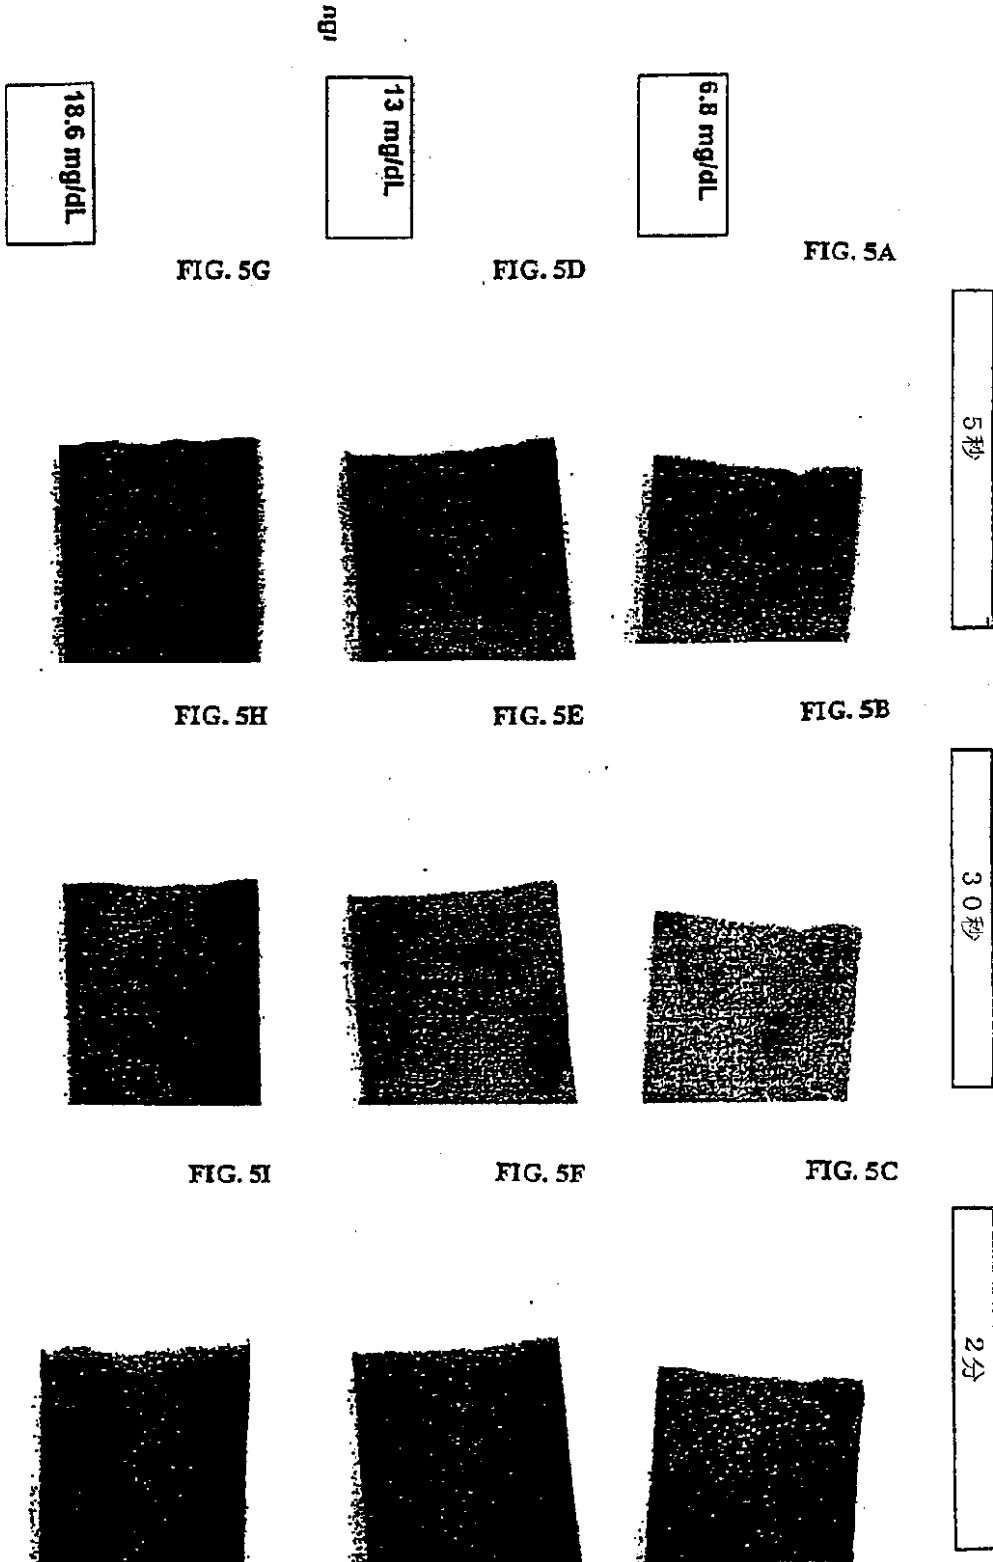 ng/
18.6 mg/dL
13 mg/dL
6.8 mg/dL
FIG. 5G
FIG. 5D
FIG. 5A
5秒
FIG. 5H
FIG. 5E
FIG. 5B
30秒
FIG. 5I
FIG. 5F
FIG. 5C
2分